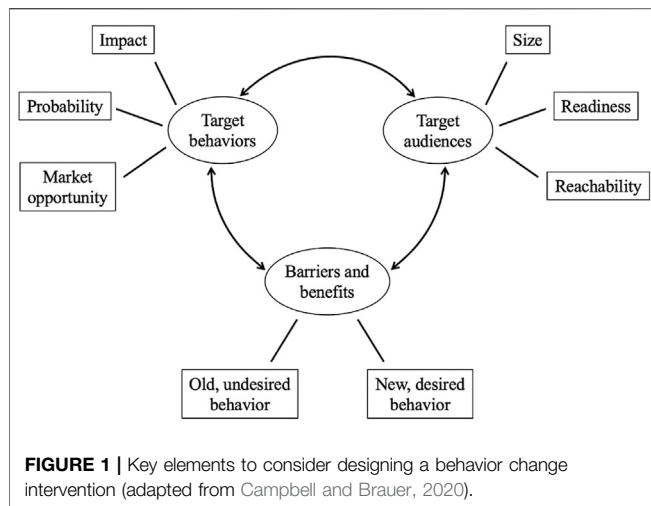 Impact
Size
Probability
Target
behaviors
Target
audiences
Readiness
Market
opportunity
Reachability
Barriers and
benefits
Old, undesired
behavior
New, desired
behavior
FIGURE 1 | Key elements to consider designing a behavior change
intervention (adapted from Campbell and Brauer, 2020).